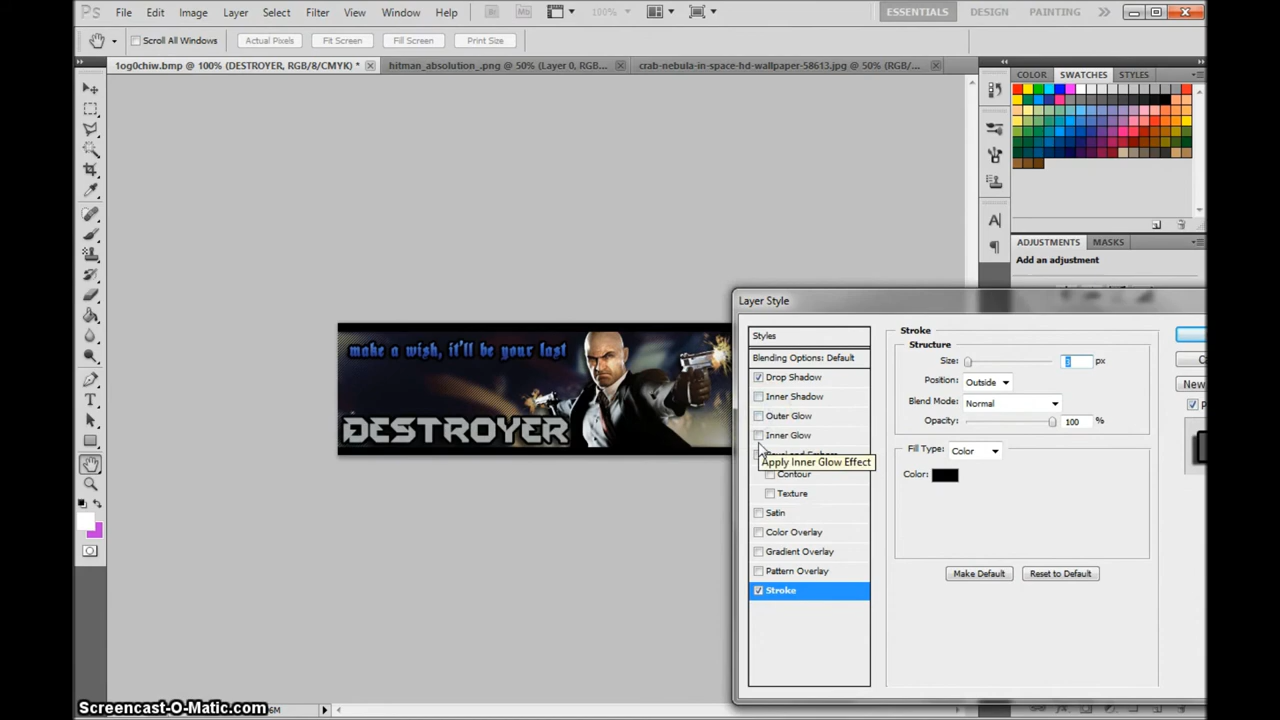 Ps File Edit Image Layer Select Filter View Window Help Br Mb 100% ESSENTIALS DESIGN PAINTING
Scroll All Windows Actual Pixels Fit Screen Fill Screen Print Size
1og0chiw.bmp @ 100% (DESTROYER, RGB/8/CMYK) * hitman_absolution_.png @ 50% (Layer 0, RGB... crab-nebula-in-space-hd-wallpaper-58613.jpg @ 50% (RGB/...
COLOR SWATCHES STYLES
ADJUSTMENTS MASKS
Add an adjustment
make a wish, it'll be your last
DESTROYER
Layer Style
Styles
Blending Options: Default
Drop Shadow
Inner Shadow
Outer Glow
Inner Glow
Apply Inner Glow Effect
Contour
Texture
Satin
Color Overlay
Gradient Overlay
Pattern Overlay
Stroke
Stroke
Structure
Size: 3 px
Position: Outside
Blend Mode: Normal
Opacity: 100 %
Fill Type: Color
Color:
Make Default Reset to Default
New
Screencast-O-Matic.com